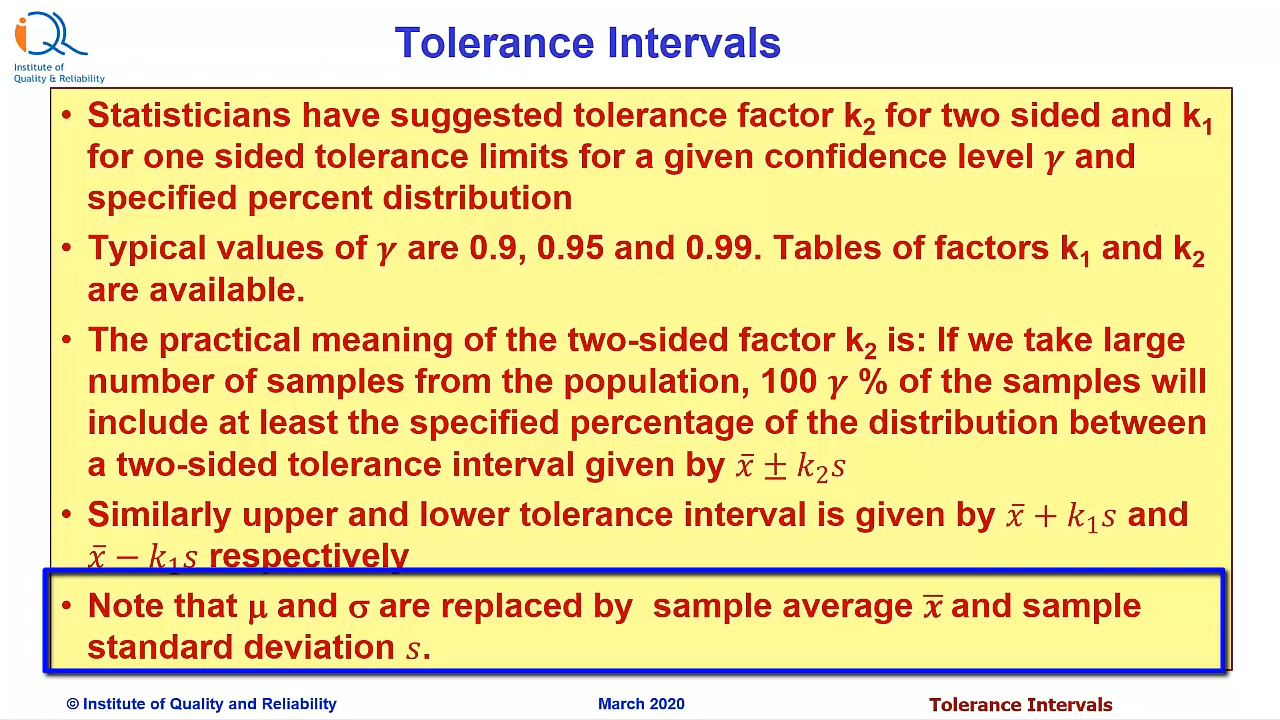 iQ
Institute of
Quality & Reliability
Tolerance Intervals
• Statisticians have suggested tolerance factor k₂ for two sided and k₁
for one sided tolerance limits for a given confidence level γ and
specified percent distribution
• Typical values of γ are 0.9, 0.95 and 0.99. Tables of factors k₁ and k₂
are available.
• The practical meaning of the two-sided factor k₂ is: If we take large
number of samples from the population, 100 γ % of the samples will
include at least the specified percentage of the distribution between
a two-sided tolerance interval given by x̄ ± k₂s
• Similarly upper and lower tolerance interval is given by x̄ + k₁s and
x̄ − k₁s respectively
• Note that μ and σ are replaced by sample average x̄ and sample
standard deviation s.
© Institute of Quality and Reliability
March 2020
Tolerance Intervals